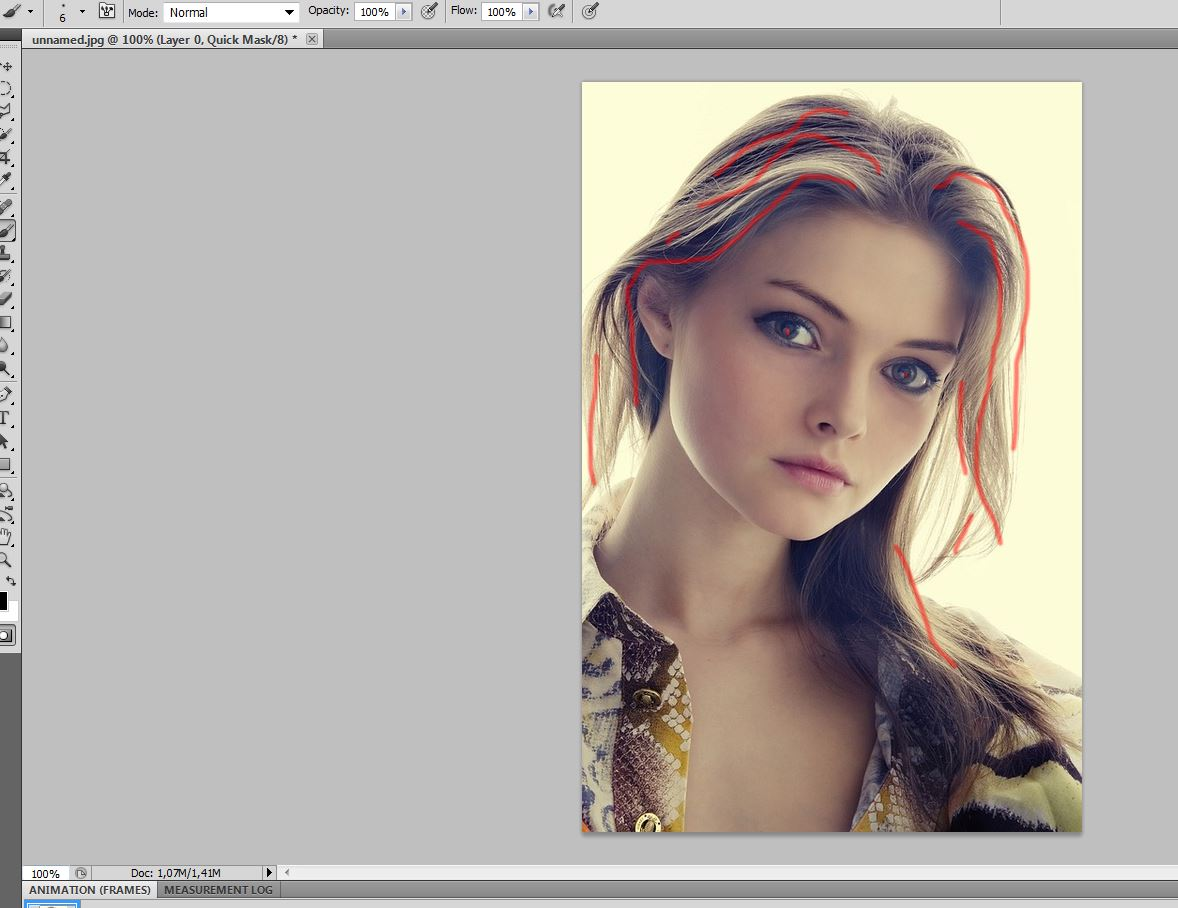 6 Mode: Normal Opacity: 100% Flow: 100%
unnamed.jpg @ 100% (Layer 0, Quick Mask/8) *
T
100% Doc: 1,07M/1,41M
ANIMATION (FRAMES) MEASUREMENT LOG